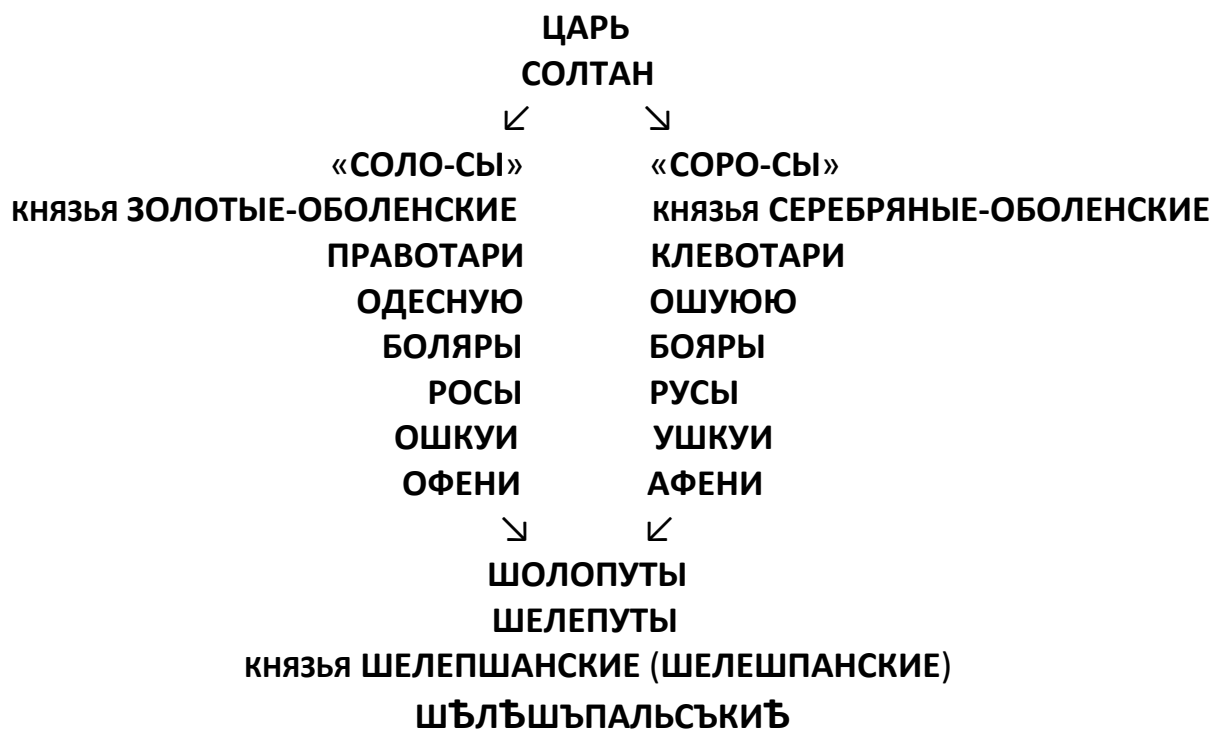 ЦАРЬ
СОЛТАН
↙ ↘
«СОЛО-СЫ» «СОРО-СЫ»
князья ЗОЛОТЫЕ-ОБОЛЕНСКИЕ князья СЕРЕБРЯНЫЕ-ОБОЛЕНСКИЕ
ПРАВОТАРИ КЛЕВОТАРИ
ОДЕСНУЮ ОШУЮЮ
БОЛЯРЫ БОЯРЫ
РОСЫ РУСЫ
ОШКУИ УШКУИ
ОФЕНИ АФЕНИ
↘ ↙
ШОЛОПУТЫ
ШЕЛЕПУТЫ
князья ШЕЛЕПШАНСКИЕ (ШЕЛЕШПАНСКИЕ)
ШѢЛѢШЪПАЛЬСЪКИѢ